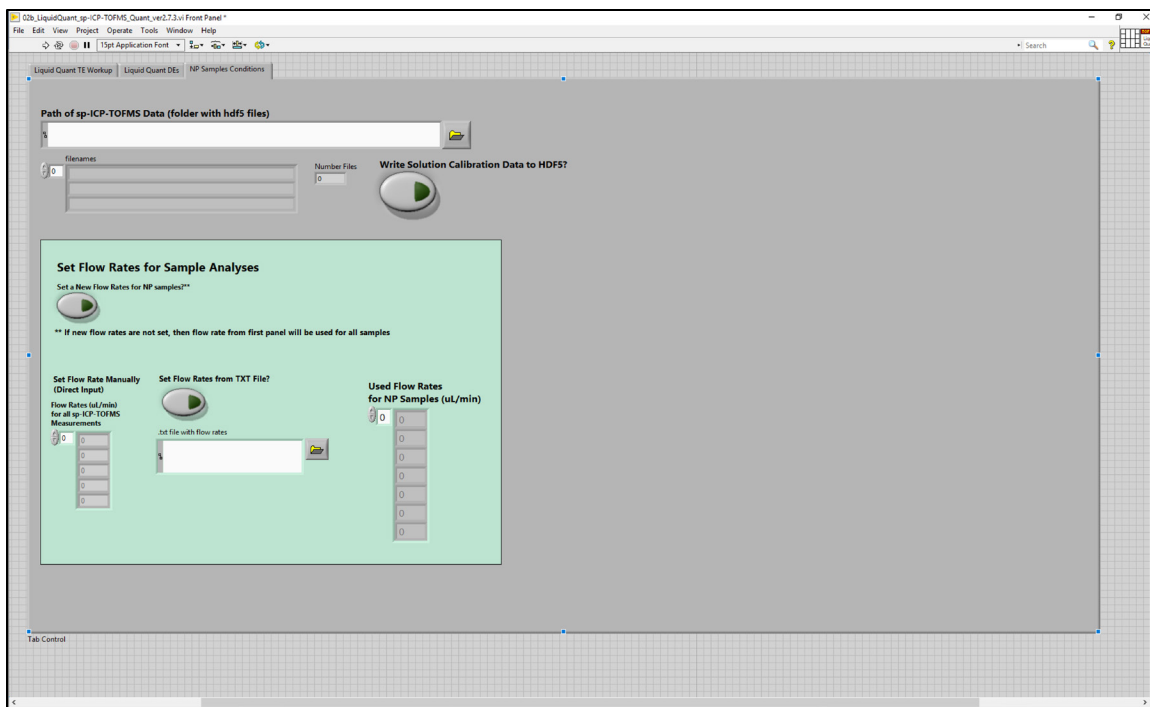 02b_LiquidQuant_sp-ICP-TOFMS_Quant_ver2.7.3.vi Front Panel *
File Edit View Project Operate Tools Window Help
15pt Application Font
Search
Liquid Quant TE Workup Liquid Quant DEs NP Samples Conditions
Path of sp-ICP-TOFMS Data (folder with hdf5 files)
filenames
0
Number Files
0
Write Solution Calibration Data to HDF5?
Set Flow Rates for Sample Analyses
Set a New Flow Rates for NP samples?**
** If new flow rates are not set, then flow rate from first panel will be used for all samples
Set Flow Rate Manually
(Direct Input)
Flow Rates (uL/min)
for all sp-ICP-TOFMS
Measurements
0
0
0
0
0
0
Set Flow Rates from TXT File?
.txt file with flow rates
Used Flow Rates
for NP Samples (uL/min)
0
0
0
0
0
0
0
0
Tab Control